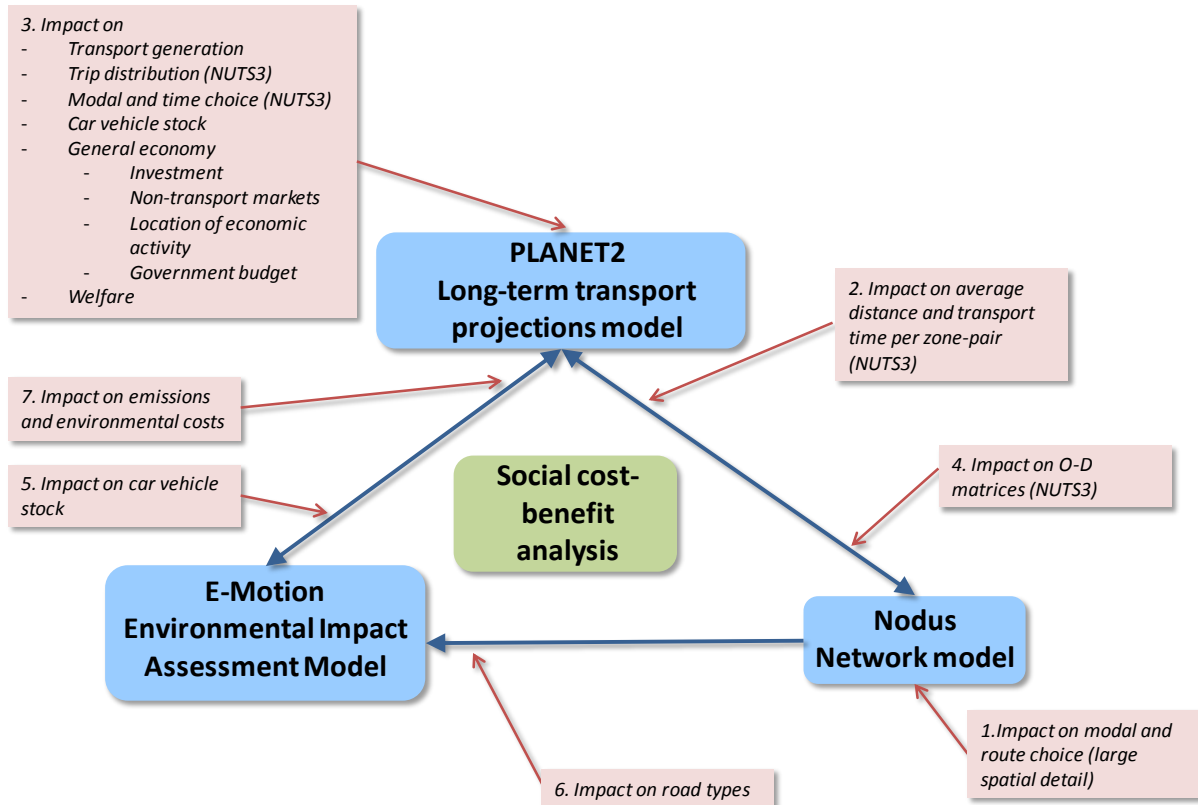 3. Impact on
- Transport generation
- Trip distribution (NUTS3)
- Modal and time choice (NUTS3)
- Car vehicle stock
- General economy
- Investment
- Non-transport markets
- Location of economic
activity
- Government budget
- Welfare
PLANET2
Long-term transport
projections model
2. Impact on average
distance and transport
time per zone-pair
(NUTS3)
7. Impact on emissions
and environmental costs
5. Impact on car vehicle
stock
Social cost-
benefit
analysis
4. Impact on O-D
matrices (NUTS3)
E-Motion
Environmental Impact
Assessment Model
Nodus
Network model
1.Impact on modal and
route choice (large
spatial detail)
6. Impact on road types